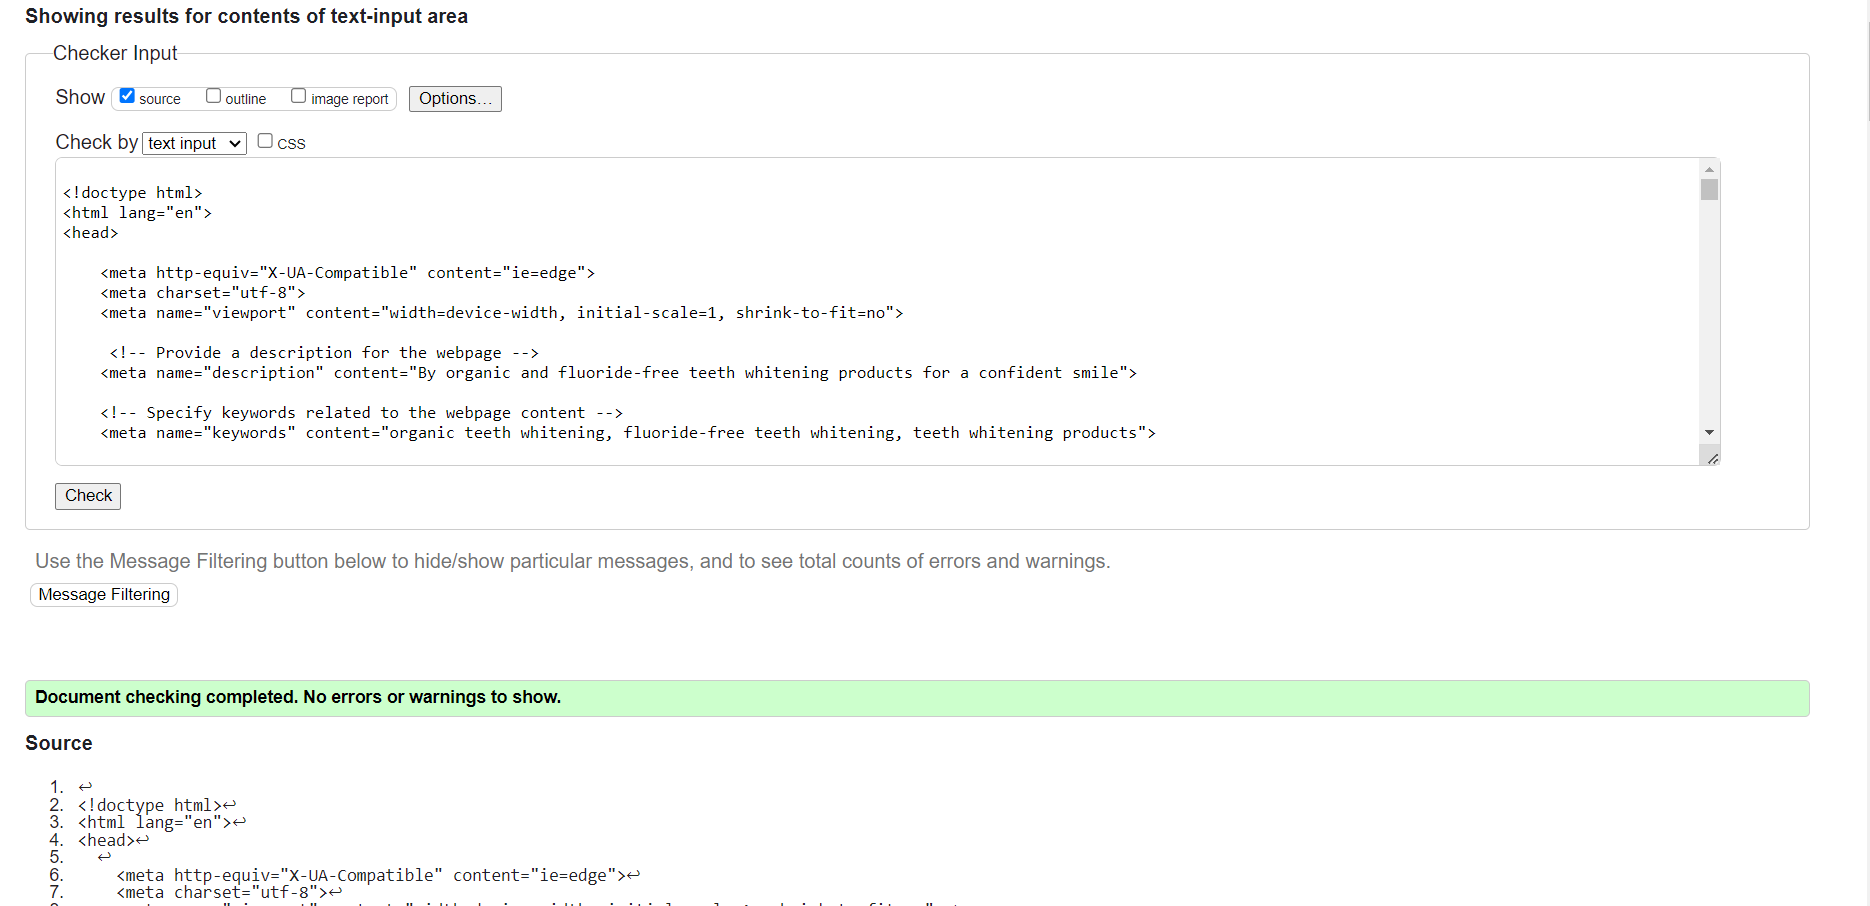 Showing results for contents of text-input area
Checker Input
Show source outline image report Options...
Check by text input CSS
<!doctype html>
<html lang="en">
<head>
<meta http-equiv="X-UA-Compatible" content="ie=edge">
<meta charset="utf-8">
<meta name="viewport" content="width=device-width, initial-scale=1, shrink-to-fit=no">
<!-- Provide a description for the webpage -->
<meta name="description" content="By organic and fluoride-free teeth whitening products for a confident smile">
<!-- Specify keywords related to the webpage content -->
<meta name="keywords" content="organic teeth whitening, fluoride-free teeth whitening, teeth whitening products">
Check
Use the Message Filtering button below to hide/show particular messages, and to see total counts of errors and warnings.
Message Filtering
Document checking completed. No errors or warnings to show.
Source
1. ↩
2. <!doctype html>↩
3. <html lang="en">↩
4. <head>↩
5. ↩
6. <meta http-equiv="X-UA-Compatible" content="ie=edge">↩
7. <meta charset="utf-8">↩